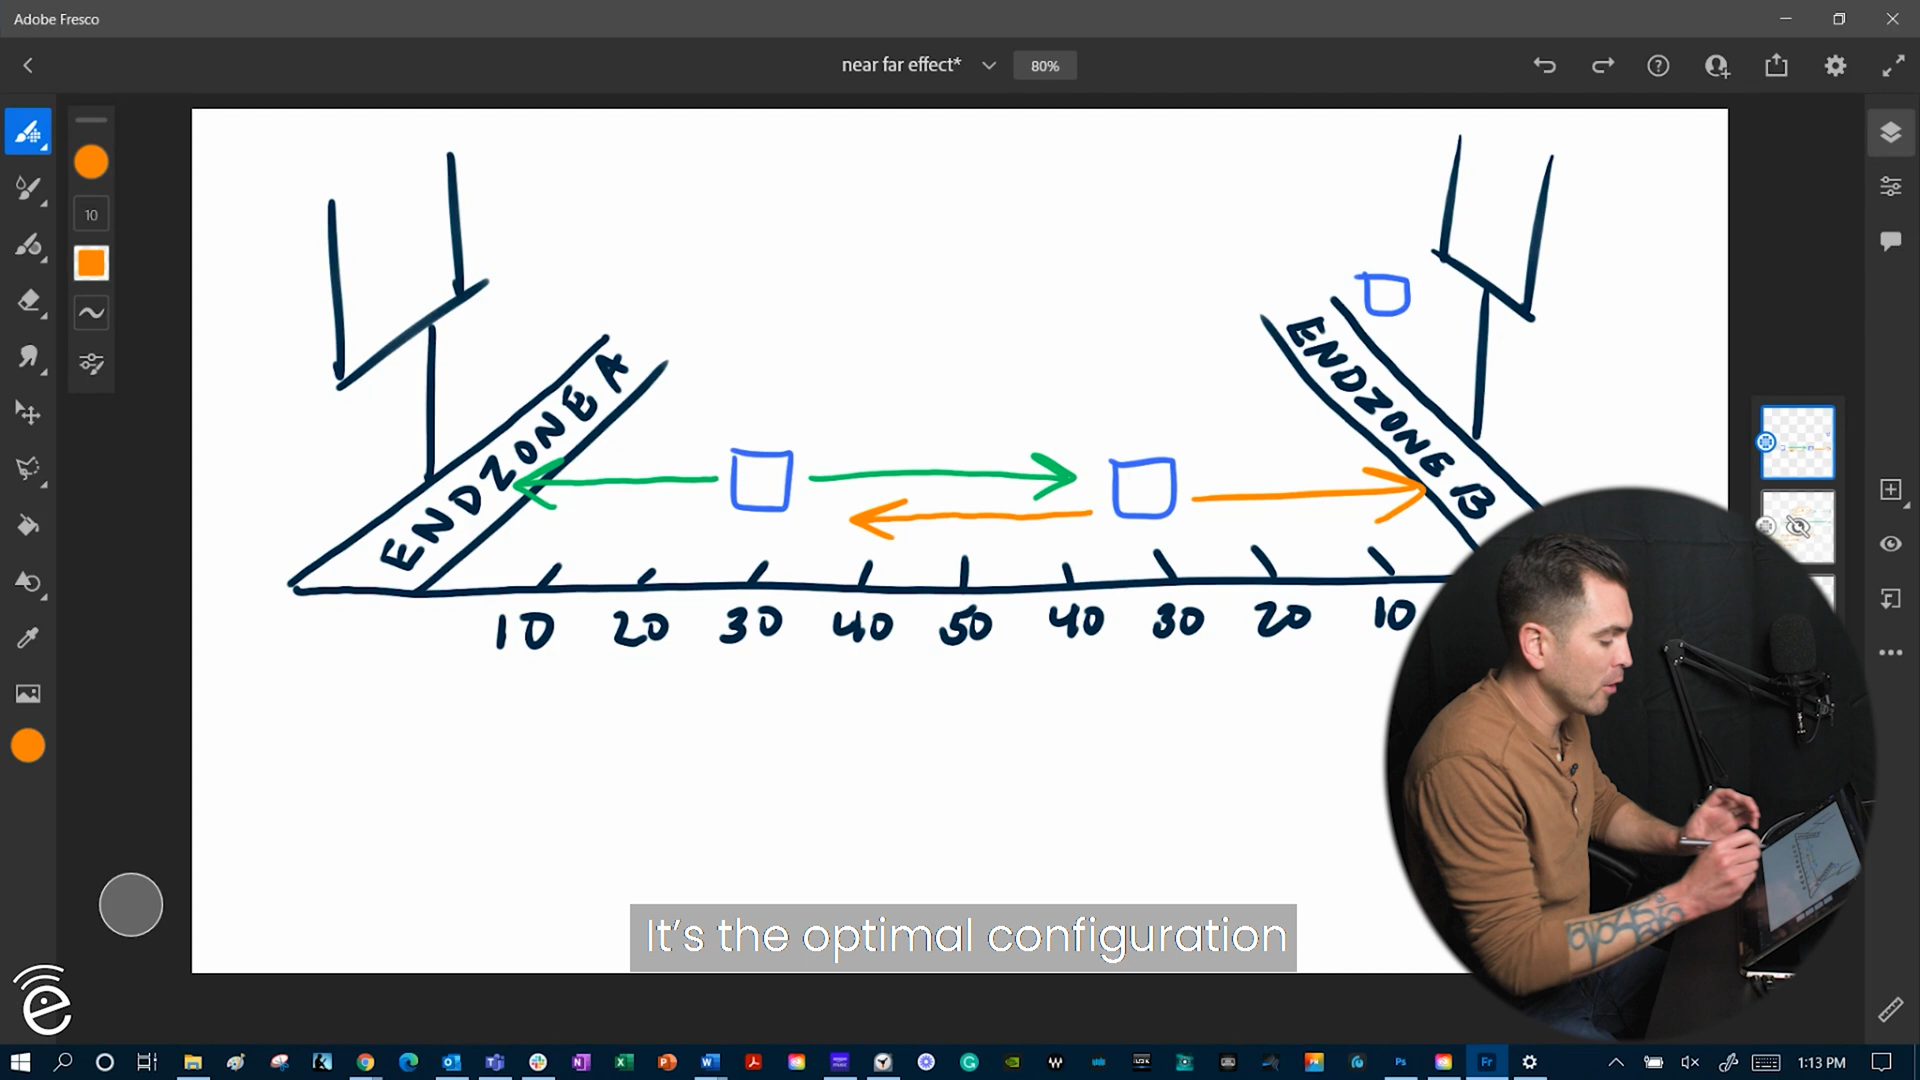 Adobe Fresco
near far effect*
80%
10
ENDZONE A
ENDZONE B
10 20 30 40 50 40 30 20 10
It's the optimal configuration
1:13 PM